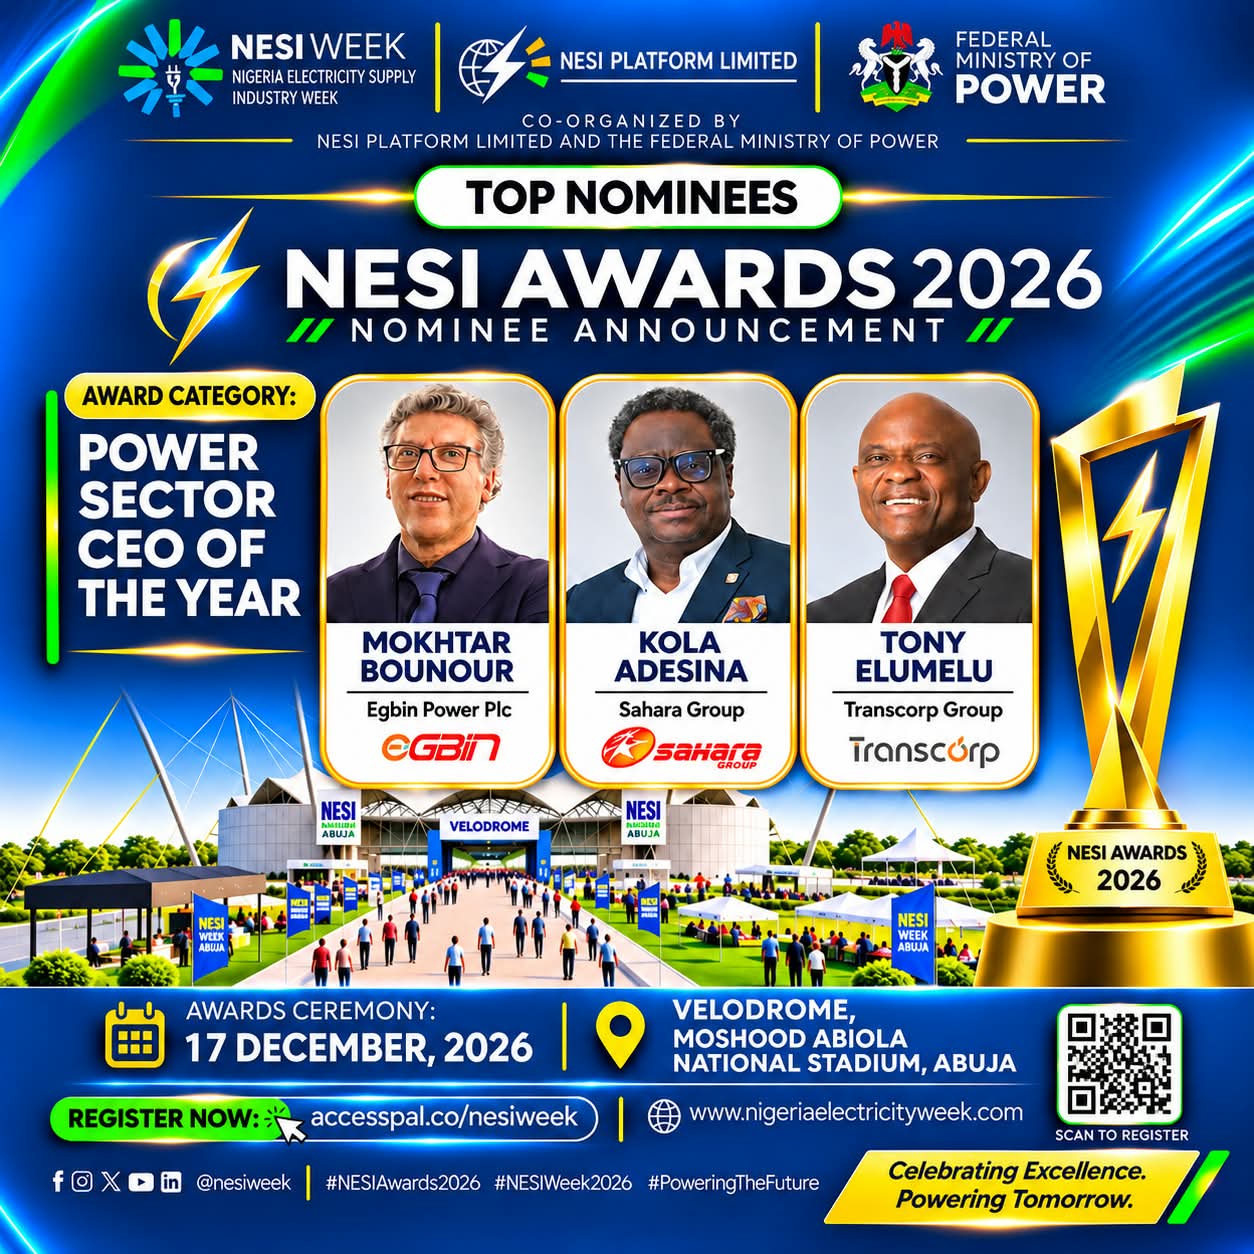 NESI WEEK
NIGERIA ELECTRICITY SUPPLY
INDUSTRY WEEK
NESI PLATFORM LIMITED
FEDERAL
MINISTRY OF
POWER
CO-ORGANIZED BY
NESI PLATFORM LIMITED AND THE FEDERAL MINISTRY OF POWER
TOP NOMINEES
NESI AWARDS 2026
NOMINEE ANNOUNCEMENT
AWARD CATEGORY:
POWER
SECTOR
CEO OF
THE YEAR
MOKHTAR
BOUNOUR
Egbin Power Plc
EGBIN
KOLA
ADESINA
Sahara Group
sahara
GROUP
TONY
ELUMELU
Transcorp Group
Transcorp
NESI
ABUJA
VELODROME
NESI
ABUJA
NESI
WEEK
ABUJA
NESI
WEEK
ABUJA
NESI AWARDS
2026
AWARDS CEREMONY:
17 DECEMBER, 2026
VELODROME,
MOSHOOD ABIOLA
NATIONAL STADIUM, ABUJA
REGISTER NOW: accesspal.co/nesiweek
www.nigeriaelectricityweek.com
SCAN TO REGISTER
@nesiweek
#NESIAwards2026 #NESIWeek2026 #PoweringTheFuture
Celebrating Excellence.
Powering Tomorrow.